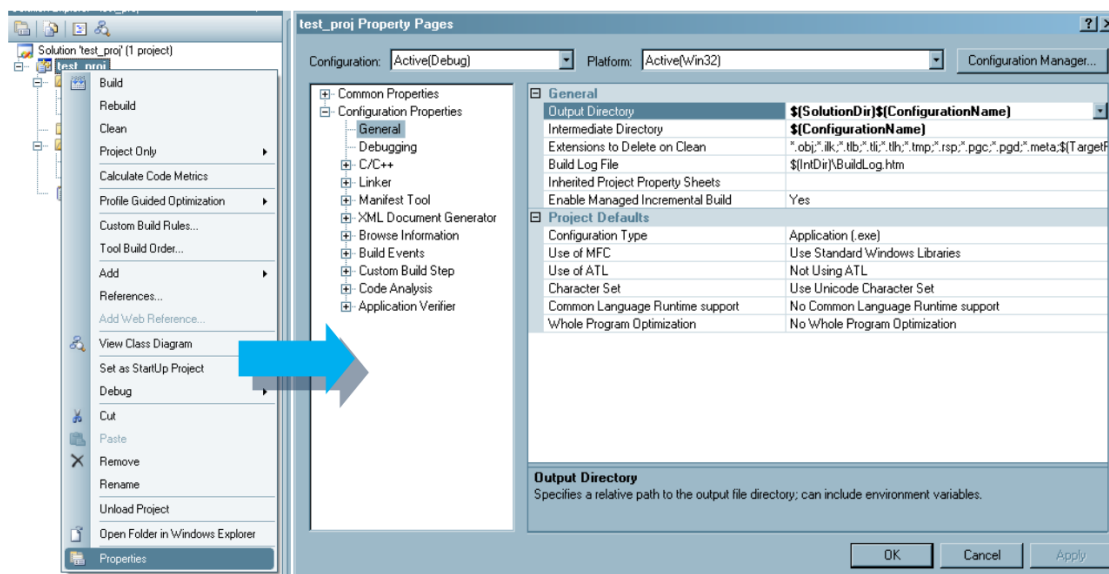 Solution 'test_proj' (1 project)
test_proj
Build
Rebuild
Clean
Project Only
Calculate Code Metrics
Profile Guided Optimization
Custom Build Rules...
Tool Build Order...
Add
References...
Add Web Reference...
View Class Diagram
Set as StartUp Project
Debug
Cut
Paste
Remove
Rename
Unload Project
Open Folder in Windows Explorer
Properties
test_proj Property Pages
Configuration: Active(Debug) Platform: Active(Win32) Configuration Manager...
Common Properties
Configuration Properties
General
Debugging
C/C++
Linker
Manifest Tool
XML Document Generator
Browse Information
Build Events
Custom Build Step
Code Analysis
Application Verifier
General
Output Directory $(SolutionDir)$(ConfigurationName)
Intermediate Directory $(ConfigurationName)
Extensions to Delete on Clean *.obj;*.ilk;*.tlb;*.tli;*.tlh;*.tmp;*.rsp;*.pgc;*.pgd;*.meta;$(TargetP
Build Log File $(IntDir)\BuildLog.htm
Inherited Project Property Sheets
Enable Managed Incremental Build Yes
Project Defaults
Configuration Type Application (.exe)
Use of MFC Use Standard Windows Libraries
Use of ATL Not Using ATL
Character Set Use Unicode Character Set
Common Language Runtime support No Common Language Runtime support
Whole Program Optimization No Whole Program Optimization
Output Directory
Specifies a relative path to the output file directory; can include environment variables.
OK Cancel Apply